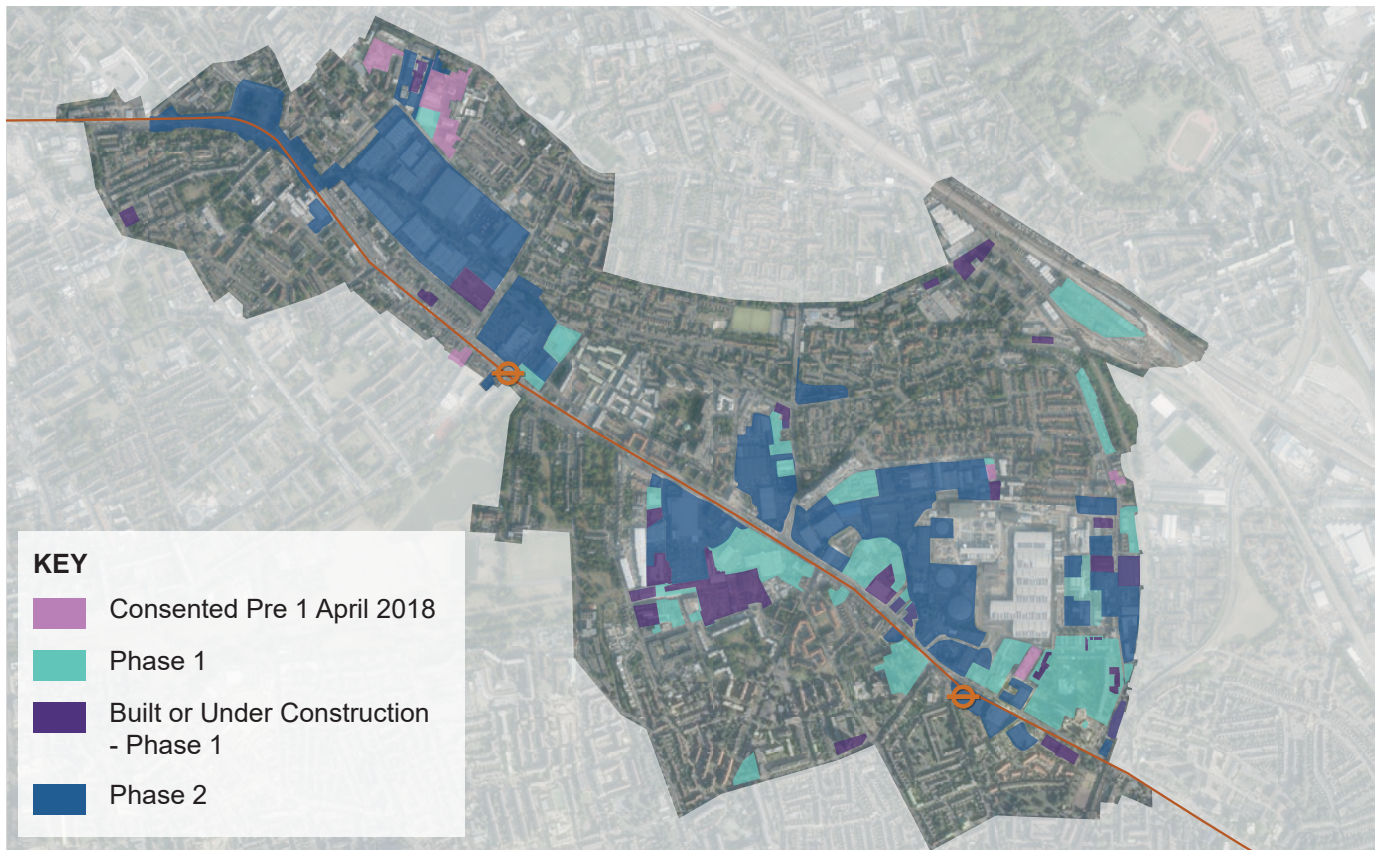 KEY
Consented Pre 1 April 2018
Phase 1
Built or Under Construction
- Phase 1
Phase 2